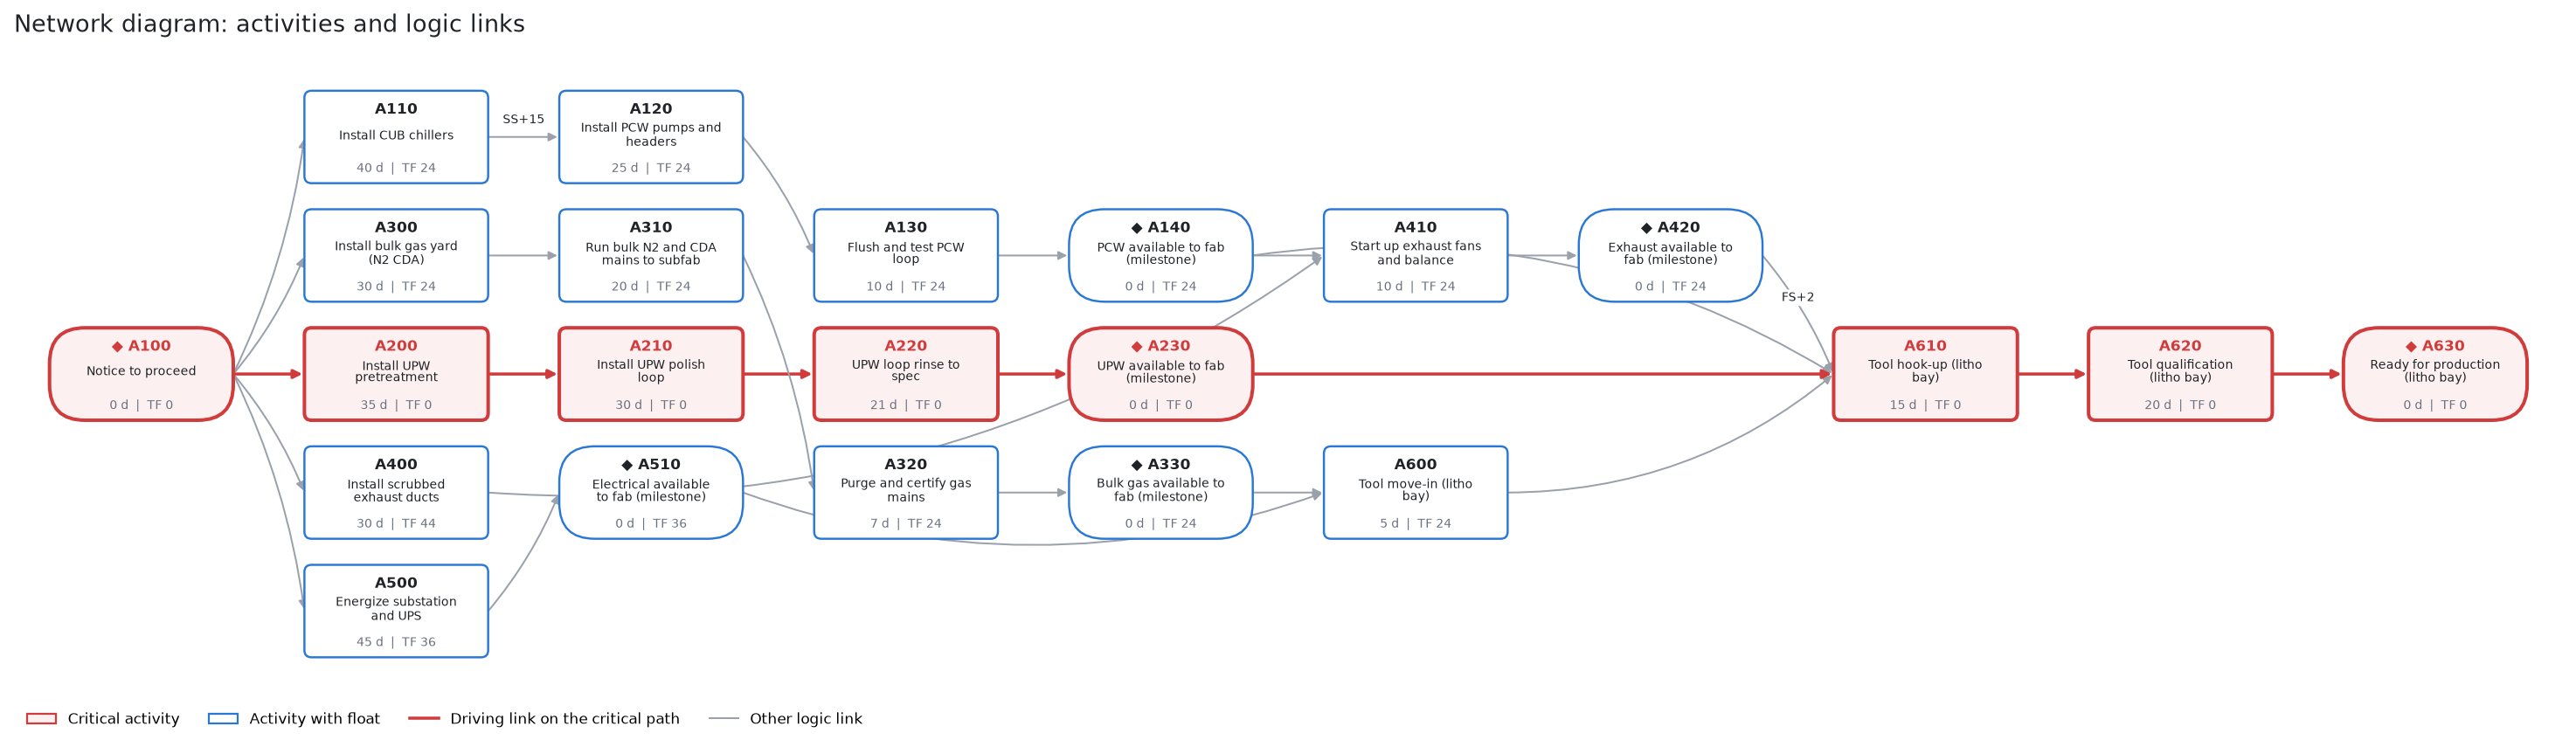 Network diagram: activities and logic links
A110
Install CUB chillers
40 d | TF 24
SS+15
A120
Install PCW pumps and
headers
25 d | TF 24
A300
Install bulk gas yard
(N2 CDA)
30 d | TF 24
A310
Run bulk N2 and CDA
mains to subfab
20 d | TF 24
A130
Flush and test PCW
loop
10 d | TF 24
◆ A140
PCW available to fab
(milestone)
0 d | TF 24
A410
Start up exhaust fans
and balance
10 d | TF 24
◆ A420
Exhaust available to
fab (milestone)
0 d | TF 24
FS+2
◆ A100
Notice to proceed
0 d | TF 0
A200
Install UPW
pretreatment
35 d | TF 0
A210
Install UPW polish
loop
30 d | TF 0
A220
UPW loop rinse to
spec
21 d | TF 0
◆ A230
UPW available to fab
(milestone)
0 d | TF 0
A610
Tool hook-up (litho
bay)
15 d | TF 0
A620
Tool qualification
(litho bay)
20 d | TF 0
◆ A630
Ready for production
(litho bay)
0 d | TF 0
A400
Install scrubbed
exhaust ducts
30 d | TF 44
◆ A510
Electrical available
to fab (milestone)
0 d | TF 36
A320
Purge and certify gas
mains
7 d | TF 24
◆ A330
Bulk gas available to
fab (milestone)
0 d | TF 24
A600
Tool move-in (litho
bay)
5 d | TF 24
A500
Energize substation
and UPS
45 d | TF 36
Critical activity
Activity with float
Driving link on the critical path
Other logic link